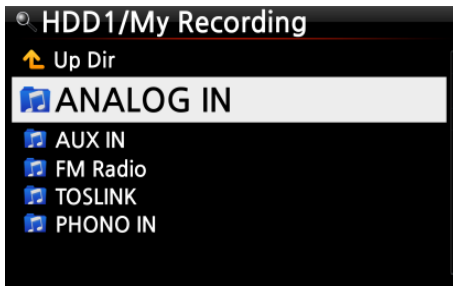 HDD1/My Recording
Up Dir
ANALOG IN
AUX IN
FM Radio
TOSLINK
PHONO IN